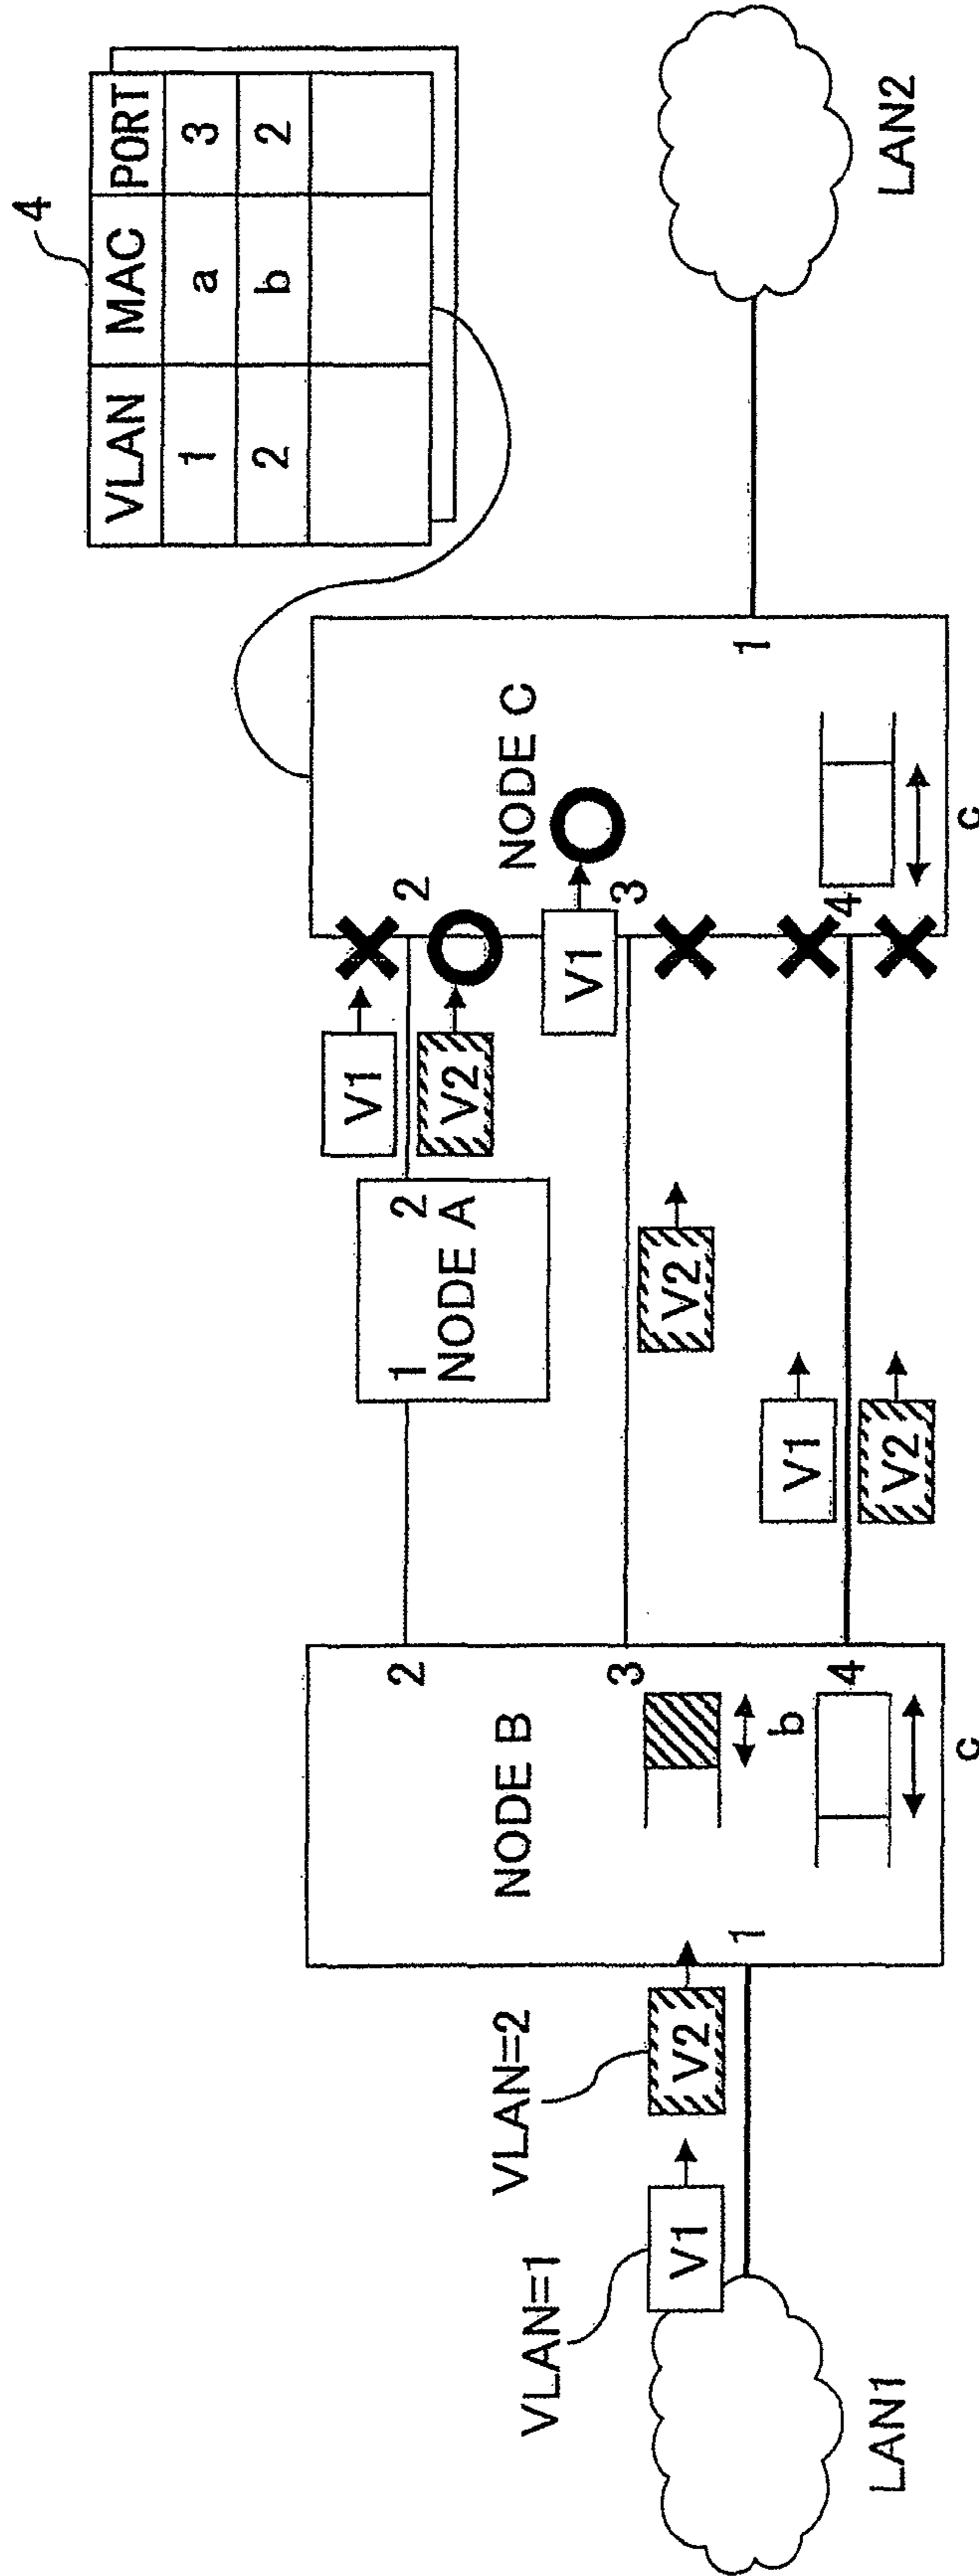 4
VLAN MAC PORT
1 a 3
2 b 2
V1
2
V2
NODE C
V1
3
4
c
1
LAN2
1 2
NODE A
V2
V1
V2
2
NODE B
3
b
4
c
1
VLAN=2
V2
VLAN=1
V1
LAN1